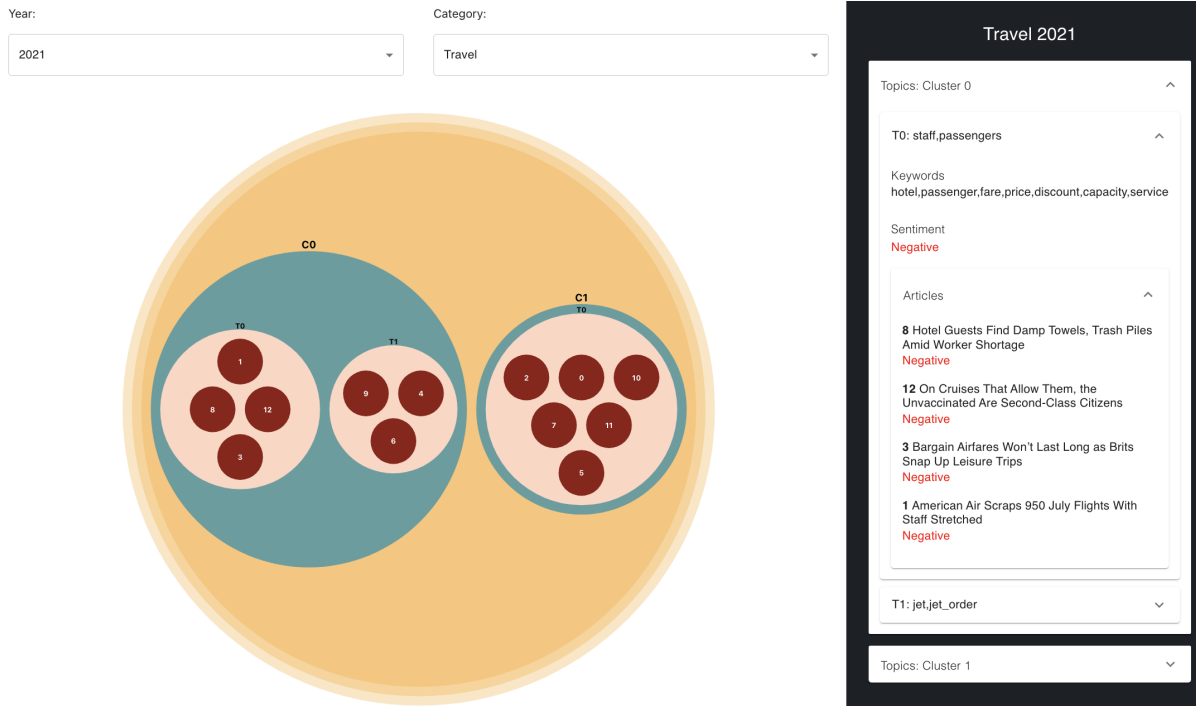 Year:
2021
Category:
Travel
C0
T0
1
8
12
3
T1
9
4
6
C1
T0
2
0
10
7
11
5
Travel 2021
Topics: Cluster 0
T0: staff,passengers
Keywords
hotel,passenger,fare,price,discount,capacity,service
Sentiment
Negative
Articles
8 Hotel Guests Find Damp Towels, Trash Piles
Amid Worker Shortage
Negative
12 On Cruises That Allow Them, the
Unvaccinated Are Second-Class Citizens
Negative
3 Bargain Airfares Won't Last Long as Brits
Snap Up Leisure Trips
Negative
1 American Air Scraps 950 July Flights With
Staff Stretched
Negative
T1: jet,jet_order
Topics: Cluster 1